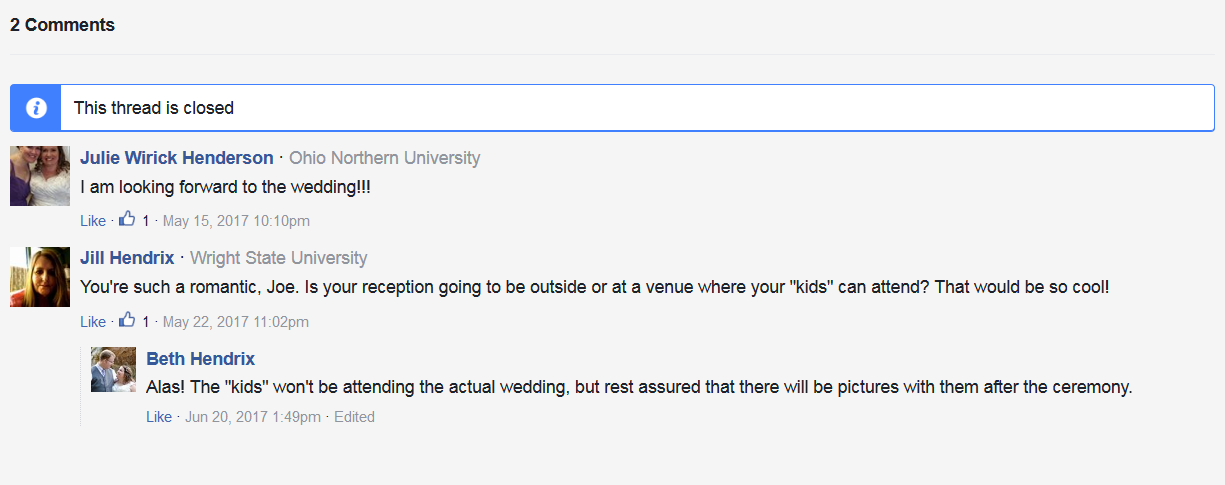 2 Comments
This thread is closed
Julie Wirick Henderson · Ohio Northern University
I am looking forward to the wedding!!!
Like · 1 · May 15, 2017 10:10pm
Jill Hendrix · Wright State University
You're such a romantic, Joe. Is your reception going to be outside or at a venue where your "kids" can attend? That would be so cool!
Like · 1 · May 22, 2017 11:02pm
Beth Hendrix
Alas! The "kids" won't be attending the actual wedding, but rest assured that there will be pictures with them after the ceremony.
Like · Jun 20, 2017 1:49pm · Edited